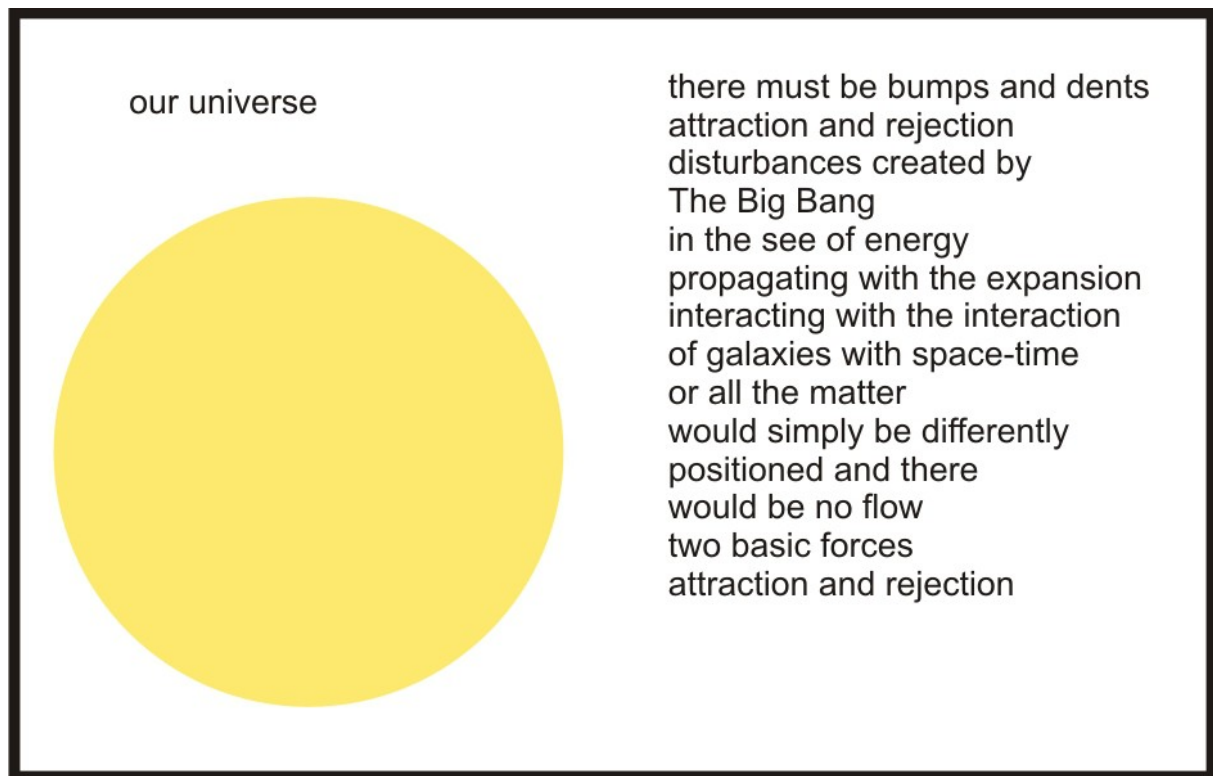 our universe
there must be bumps and dents
attraction and rejection
disturbances created by
The Big Bang
in the see of energy
propagating with the expansion
interacting with the interaction
of galaxies with space-time
or all the matter
would simply be differently
positioned and there
would be no flow
two basic forces
attraction and rejection